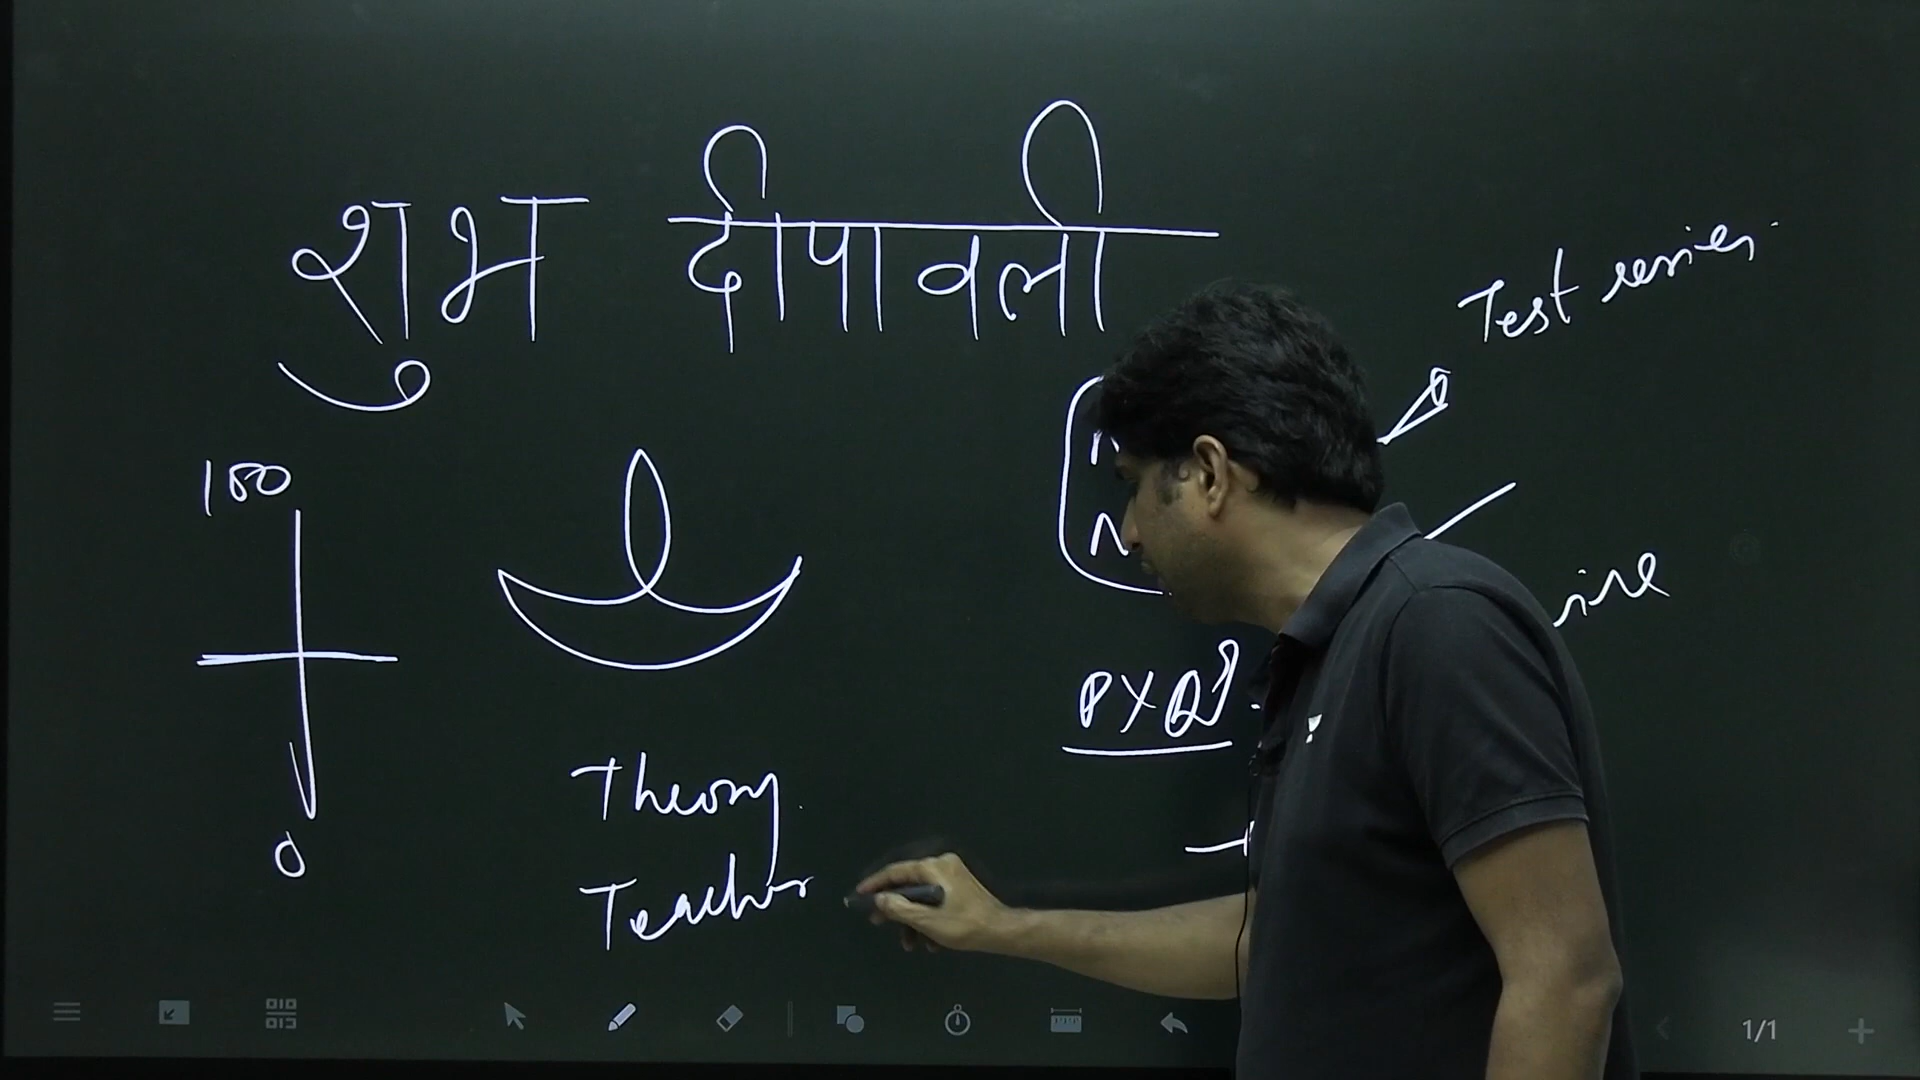 शुभ दीपावली
Test series.
180
N
PYQ's.
Theory.
0
Teacher
1/1